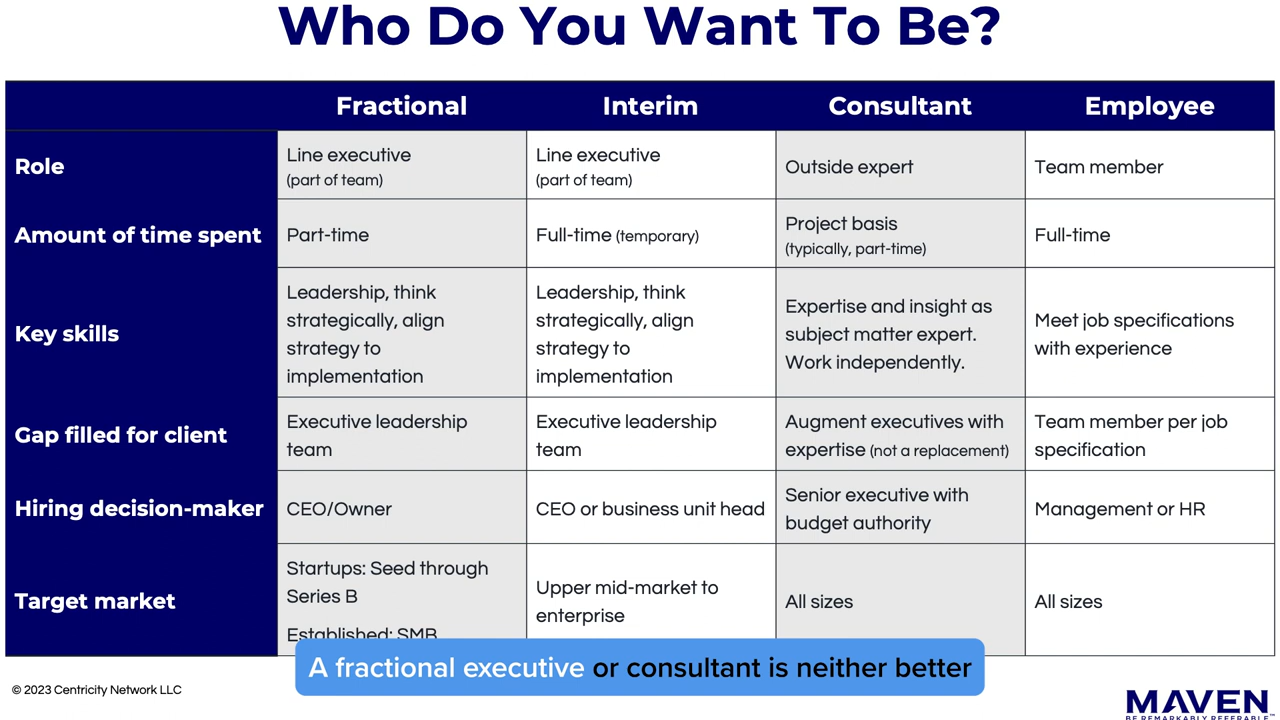 Who Do You Want To Be?
Fractional Interim Consultant Employee
Role
Line executive
(part of team)
Line executive
(part of team)
Outside expert
Team member
Amount of time spent
Part-time
Full-time (temporary)
Project basis
(typically, part-time)
Full-time
Key skills
Leadership, think
strategically, align
strategy to
implementation
Leadership, think
strategically, align
strategy to
implementation
Expertise and insight as
subject matter expert.
Work independently.
Meet job specifications
with experience
Gap filled for client
Executive leadership
team
Executive leadership
team
Augment executives with
expertise (not a replacement)
Team member per job
specification
Hiring decision-maker
CEO/Owner
CEO or business unit head
Senior executive with
budget authority
Management or HR
Target market
Startups: Seed through
Series B
Established: SMB
Upper mid-market to
enterprise
All sizes
All sizes
A fractional executive or consultant is neither better
© 2023 Centricity Network LLC
MAVEN
BE REMARKABLY REFERABLE